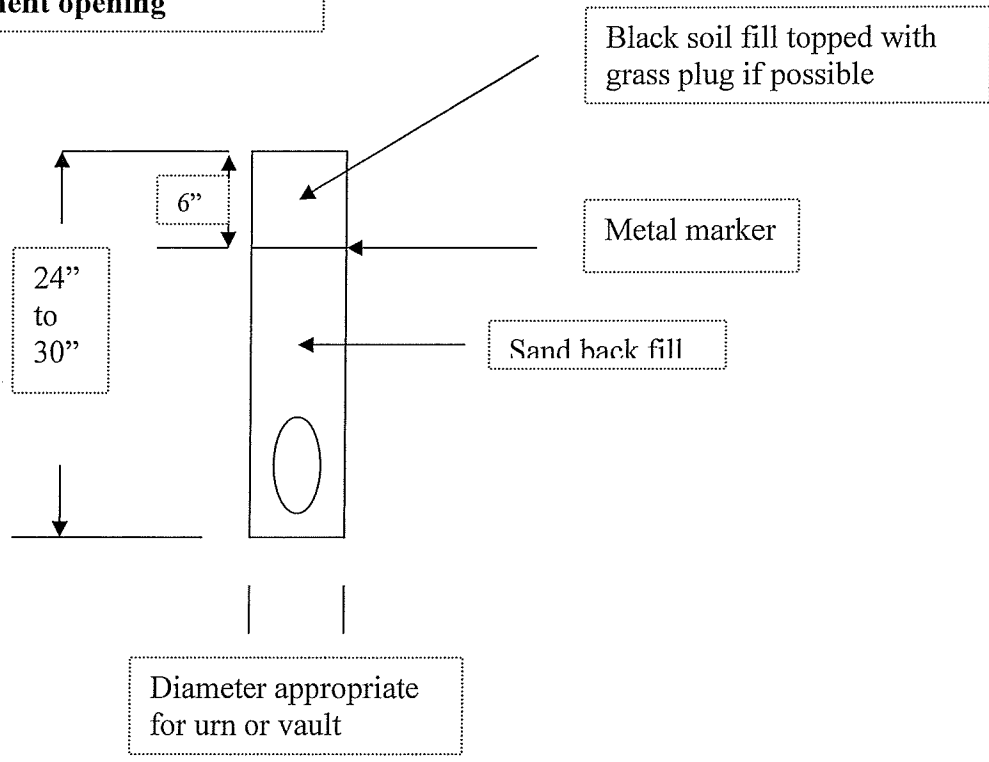 opening
Black soil fill topped with
grass plug if possible
6”
Metal marker
24”
to
30”
Sand back fill
Diameter appropriate
for urn or vault